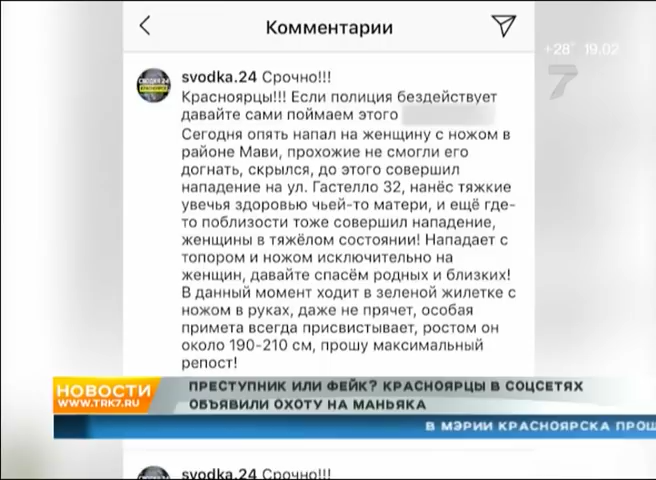 Комментарии
+28° 19.02
7
svodka.24 Срочно!!!
Красноярцы!!! Если полиция бездействует
давайте сами поймаем этого
Сегодня опять напал на женщину с ножом в
районе Мави, прохожие не смогли его
догнать, скрылся, до этого совершил
нападение на ул. Гастелло 32, нанёс тяжкие
увечья здоровью чьей-то матери, и ещё где-
то поблизости тоже совершил нападение,
женщины в тяжёлом состоянии! Нападает с
топором и ножом исключительно на
женщин, давайте спасём родных и близких!
В данный момент ходит в зеленой жилетке с
ножом в руках, даже не прячет, особая
примета всегда присвистывает, ростом он
около 190-210 см, прошу максимальный
репост!
НОВОСТИ
WWW.TRK7.RU
ПРЕСТУПНИК ИЛИ ФЕЙК? КРАСНОЯРЦЫ В СОЦСЕТЯХ
ОБЪЯВИЛИ ОХОТУ НА МАНЬЯКА
В МЭРИИ КРАСНОЯРСКА ПРОШ
svodka.24 Срочно!!!